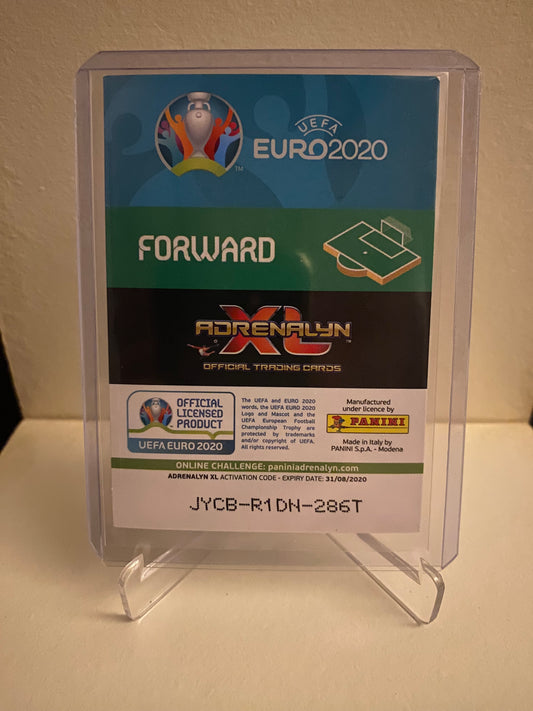 UEFA
EURO2020
TM
FORWARD
ADRENALYN
XL
TM
OFFICIAL TRADING CARDS
OFFICIAL
LICENSED
PRODUCT
UEFA EURO 2020
The UEFA and EURO 2020
words, the UEFA EURO 2020
Logo and Mascot and the
UEFA European Football
Championship Trophy are
protected by trademarks
and/or copyright of UEFA.
All rights reserved.
Manufactured
under licence by
PANINI
Made in Italy by
PANINI S.p.A. - Modena
ONLINE CHALLENGE: paniniadrenalyn.com
ADRENALYN XL ACTIVATION CODE - EXPIRY DATE: 31/08/2020
JYCB-R1DN-286T